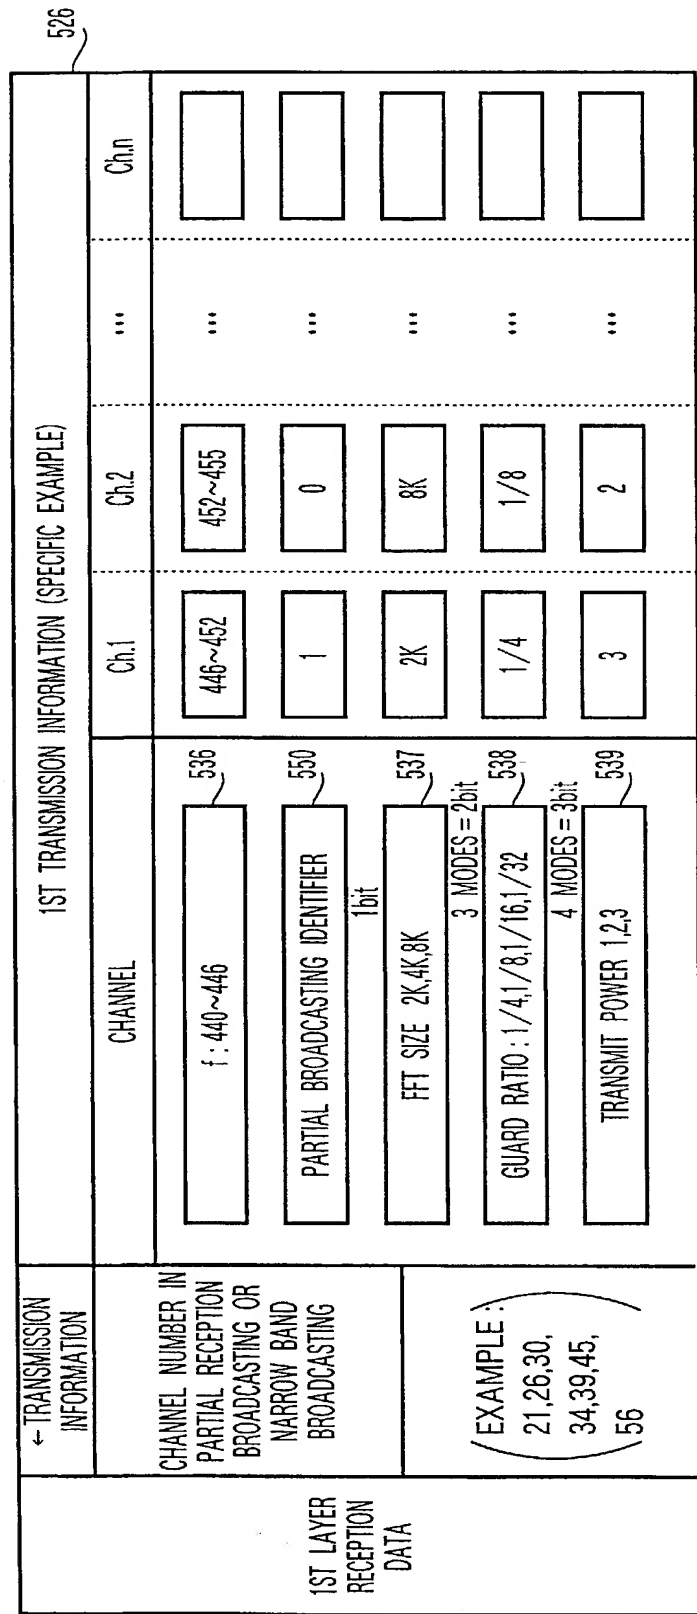 526
1ST LAYER
RECEPTION
DATA
←TRANSMISSION
INFORMATION
1ST TRANSMISSION INFORMATION (SPECIFIC EXAMPLE)
CHANNEL NUMBER IN
PARTIAL RECEPTION
BROADCASTING OR
NARROW BAND
BROADCASTING
(EXAMPLE :
21,26,30,
34,39,45,
56)
CHANNEL
Ch.1
Ch.2
...
Ch.n
f : 440~446
536
446~452
452~455
...
PARTIAL BROADCASTING IDENTIFIER
550
1
0
...
1bit
FFT SIZE 2K,4K,8K
537
2K
8K
...
3 MODES = 2bit
GUARD RATIO : 1/4,1/8,1/16,1/32
538
1/4
1/8
...
4 MODES = 3bit
TRANSMIT POWER 1,2,3
539
3
2
...